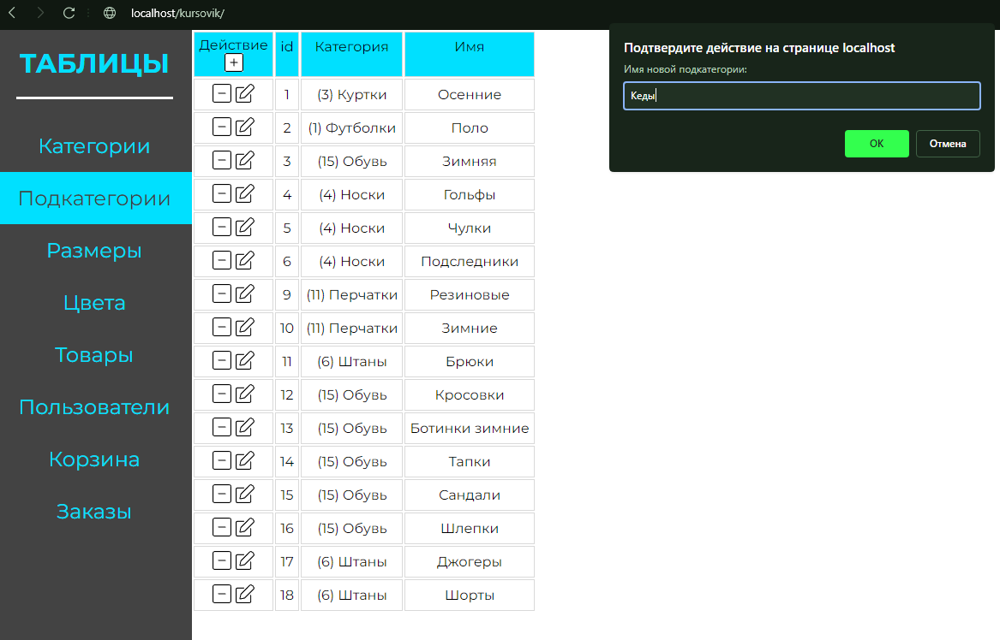 localhost/kursovik/
ТАБЛИЦЫ
Категории
Подкатегории
Размеры
Цвета
Товары
Пользователи
Корзина
Заказы
Действие id Категория Имя
1 (3) Куртки Осенние
2 (1) Футболки Поло
3 (15) Обувь Зимняя
4 (4) Носки Гольфы
5 (4) Носки Чулки
6 (4) Носки Подследники
9 (11) Перчатки Резиновые
10 (11) Перчатки Зимние
11 (6) Штаны Брюки
12 (15) Обувь Кросовки
13 (15) Обувь Ботинки зимние
14 (15) Обувь Тапки
15 (15) Обувь Сандали
16 (15) Обувь Шлепки
17 (6) Штаны Джогеры
18 (6) Штаны Шорты
Подтвердите действие на странице localhost
Имя новой подкатегории:
Кеды
ОК Отмена